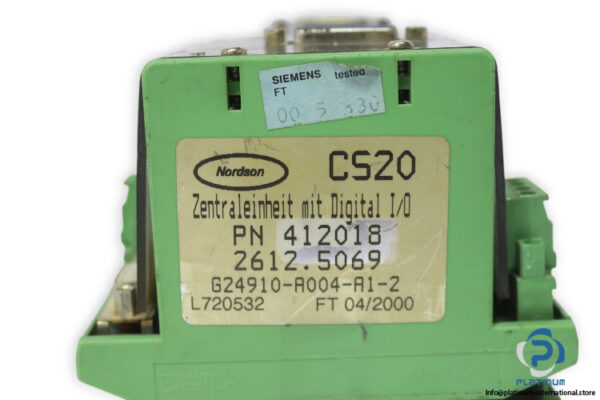 SIEMENS tested
FT
00 5 330
Nordson
CS20
Zentraleinheit mit Digital I/O
PN 412018
2612.5069
G24910-A004-A1-2
L720532 FT 04/2000
PLATINUM
https://platinum-international.store